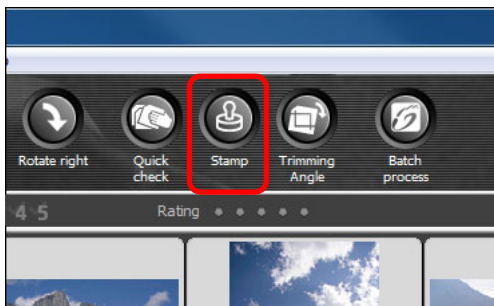 Rotate right
Quick
check
Stamp
Trimming
Angle
Batch
process
4 5
Rating